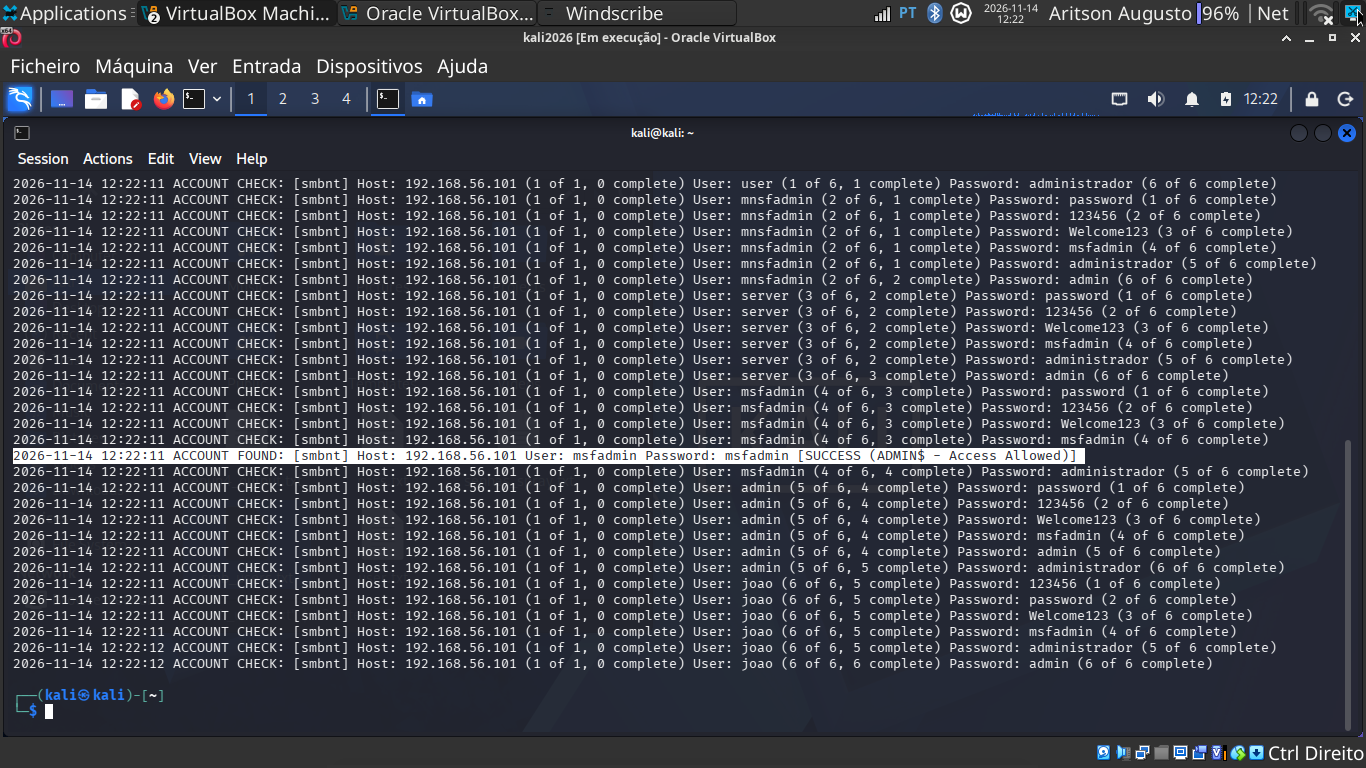 Applications
2 VirtualBox Machi...
Oracle VirtualBox...
Windscribe
PT
2026-11-14
12:22
Aritson Augusto
96%
Net
x64
kali2026 [Em execução] - Oracle VirtualBox
Ficheiro Máquina Ver Entrada Dispositivos Ajuda
1 2 3 4
12:22
kali@kali: ~
Session Actions Edit View Help
2026-11-14 12:22:11 ACCOUNT CHECK: [smbnt] Host: 192.168.56.101 (1 of 1, 0 complete) User: user (1 of 6, 1 complete) Password: administrador (6 of 6 complete)
2026-11-14 12:22:11 ACCOUNT CHECK: [smbnt] Host: 192.168.56.101 (1 of 1, 0 complete) User: mnsfadmin (2 of 6, 1 complete) Password: password (1 of 6 complete)
2026-11-14 12:22:11 ACCOUNT CHECK: [smbnt] Host: 192.168.56.101 (1 of 1, 0 complete) User: mnsfadmin (2 of 6, 1 complete) Password: 123456 (2 of 6 complete)
2026-11-14 12:22:11 ACCOUNT CHECK: [smbnt] Host: 192.168.56.101 (1 of 1, 0 complete) User: mnsfadmin (2 of 6, 1 complete) Password: Welcome123 (3 of 6 complete)
2026-11-14 12:22:11 ACCOUNT CHECK: [smbnt] Host: 192.168.56.101 (1 of 1, 0 complete) User: mnsfadmin (2 of 6, 1 complete) Password: msfadmin (4 of 6 complete)
2026-11-14 12:22:11 ACCOUNT CHECK: [smbnt] Host: 192.168.56.101 (1 of 1, 0 complete) User: mnsfadmin (2 of 6, 1 complete) Password: administrador (5 of 6 complete)
2026-11-14 12:22:11 ACCOUNT CHECK: [smbnt] Host: 192.168.56.101 (1 of 1, 0 complete) User: mnsfadmin (2 of 6, 2 complete) Password: admin (6 of 6 complete)
2026-11-14 12:22:11 ACCOUNT CHECK: [smbnt] Host: 192.168.56.101 (1 of 1, 0 complete) User: server (3 of 6, 2 complete) Password: password (1 of 6 complete)
2026-11-14 12:22:11 ACCOUNT CHECK: [smbnt] Host: 192.168.56.101 (1 of 1, 0 complete) User: server (3 of 6, 2 complete) Password: 123456 (2 of 6 complete)
2026-11-14 12:22:11 ACCOUNT CHECK: [smbnt] Host: 192.168.56.101 (1 of 1, 0 complete) User: server (3 of 6, 2 complete) Password: Welcome123 (3 of 6 complete)
2026-11-14 12:22:11 ACCOUNT CHECK: [smbnt] Host: 192.168.56.101 (1 of 1, 0 complete) User: server (3 of 6, 2 complete) Password: msfadmin (4 of 6 complete)
2026-11-14 12:22:11 ACCOUNT CHECK: [smbnt] Host: 192.168.56.101 (1 of 1, 0 complete) User: server (3 of 6, 2 complete) Password: administrador (5 of 6 complete)
2026-11-14 12:22:11 ACCOUNT CHECK: [smbnt] Host: 192.168.56.101 (1 of 1, 0 complete) User: server (3 of 6, 3 complete) Password: admin (6 of 6 complete)
2026-11-14 12:22:11 ACCOUNT CHECK: [smbnt] Host: 192.168.56.101 (1 of 1, 0 complete) User: msfadmin (4 of 6, 3 complete) Password: password (1 of 6 complete)
2026-11-14 12:22:11 ACCOUNT CHECK: [smbnt] Host: 192.168.56.101 (1 of 1, 0 complete) User: msfadmin (4 of 6, 3 complete) Password: 123456 (2 of 6 complete)
2026-11-14 12:22:11 ACCOUNT CHECK: [smbnt] Host: 192.168.56.101 (1 of 1, 0 complete) User: msfadmin (4 of 6, 3 complete) Password: Welcome123 (3 of 6 complete)
2026-11-14 12:22:11 ACCOUNT CHECK: [smbnt] Host: 192.168.56.101 (1 of 1, 0 complete) User: msfadmin (4 of 6, 3 complete) Password: msfadmin (4 of 6 complete)
2026-11-14 12:22:11 ACCOUNT FOUND: [smbnt] Host: 192.168.56.101 User: msfadmin Password: msfadmin [SUCCESS (ADMIN$ - Access Allowed)]
2026-11-14 12:22:11 ACCOUNT CHECK: [smbnt] Host: 192.168.56.101 (1 of 1, 0 complete) User: msfadmin (4 of 6, 4 complete) Password: administrador (5 of 6 complete)
2026-11-14 12:22:11 ACCOUNT CHECK: [smbnt] Host: 192.168.56.101 (1 of 1, 0 complete) User: admin (5 of 6, 4 complete) Password: password (1 of 6 complete)
2026-11-14 12:22:11 ACCOUNT CHECK: [smbnt] Host: 192.168.56.101 (1 of 1, 0 complete) User: admin (5 of 6, 4 complete) Password: 123456 (2 of 6 complete)
2026-11-14 12:22:11 ACCOUNT CHECK: [smbnt] Host: 192.168.56.101 (1 of 1, 0 complete) User: admin (5 of 6, 4 complete) Password: Welcome123 (3 of 6 complete)
2026-11-14 12:22:11 ACCOUNT CHECK: [smbnt] Host: 192.168.56.101 (1 of 1, 0 complete) User: admin (5 of 6, 4 complete) Password: msfadmin (4 of 6 complete)
2026-11-14 12:22:11 ACCOUNT CHECK: [smbnt] Host: 192.168.56.101 (1 of 1, 0 complete) User: admin (5 of 6, 4 complete) Password: admin (5 of 6 complete)
2026-11-14 12:22:11 ACCOUNT CHECK: [smbnt] Host: 192.168.56.101 (1 of 1, 0 complete) User: admin (5 of 6, 5 complete) Password: administrador (6 of 6 complete)
2026-11-14 12:22:11 ACCOUNT CHECK: [smbnt] Host: 192.168.56.101 (1 of 1, 0 complete) User: joao (6 of 6, 5 complete) Password: 123456 (1 of 6 complete)
2026-11-14 12:22:11 ACCOUNT CHECK: [smbnt] Host: 192.168.56.101 (1 of 1, 0 complete) User: joao (6 of 6, 5 complete) Password: password (2 of 6 complete)
2026-11-14 12:22:11 ACCOUNT CHECK: [smbnt] Host: 192.168.56.101 (1 of 1, 0 complete) User: joao (6 of 6, 5 complete) Password: Welcome123 (3 of 6 complete)
2026-11-14 12:22:11 ACCOUNT CHECK: [smbnt] Host: 192.168.56.101 (1 of 1, 0 complete) User: joao (6 of 6, 5 complete) Password: msfadmin (4 of 6 complete)
2026-11-14 12:22:12 ACCOUNT CHECK: [smbnt] Host: 192.168.56.101 (1 of 1, 0 complete) User: joao (6 of 6, 5 complete) Password: administrador (5 of 6 complete)
2026-11-14 12:22:12 ACCOUNT CHECK: [smbnt] Host: 192.168.56.101 (1 of 1, 0 complete) User: joao (6 of 6, 6 complete) Password: admin (6 of 6 complete)
┌──(kali㉿kali)-[~]
└─$
Ctrl Direito